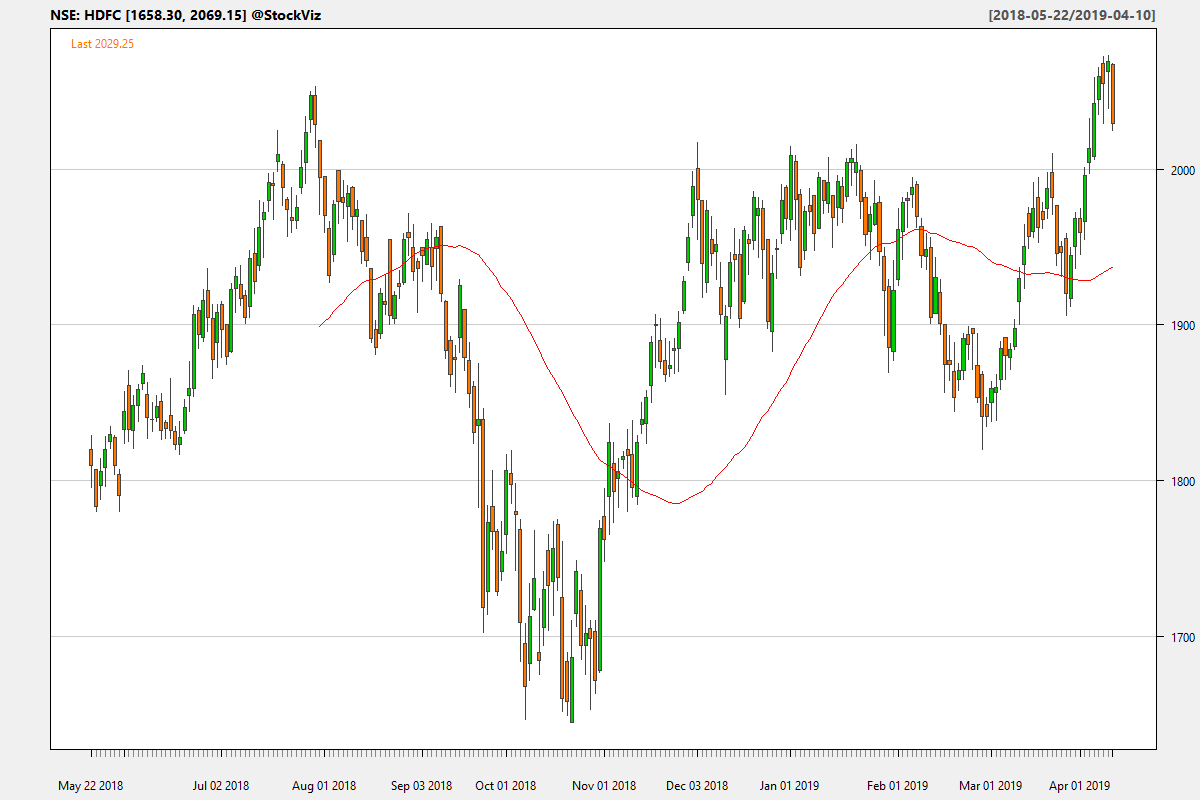 NSE: HDFC [1658.30, 2069.15] @StockViz [2018-05-22/2019-04-10]
Last 2029.25
2000
1900
1800
1700
May 22 2018 Jul 02 2018 Aug 01 2018 Sep 03 2018 Oct 01 2018 Nov 01 2018 Dec 03 2018 Jan 01 2019 Feb 01 2019 Mar 01 2019 Apr 01 2019